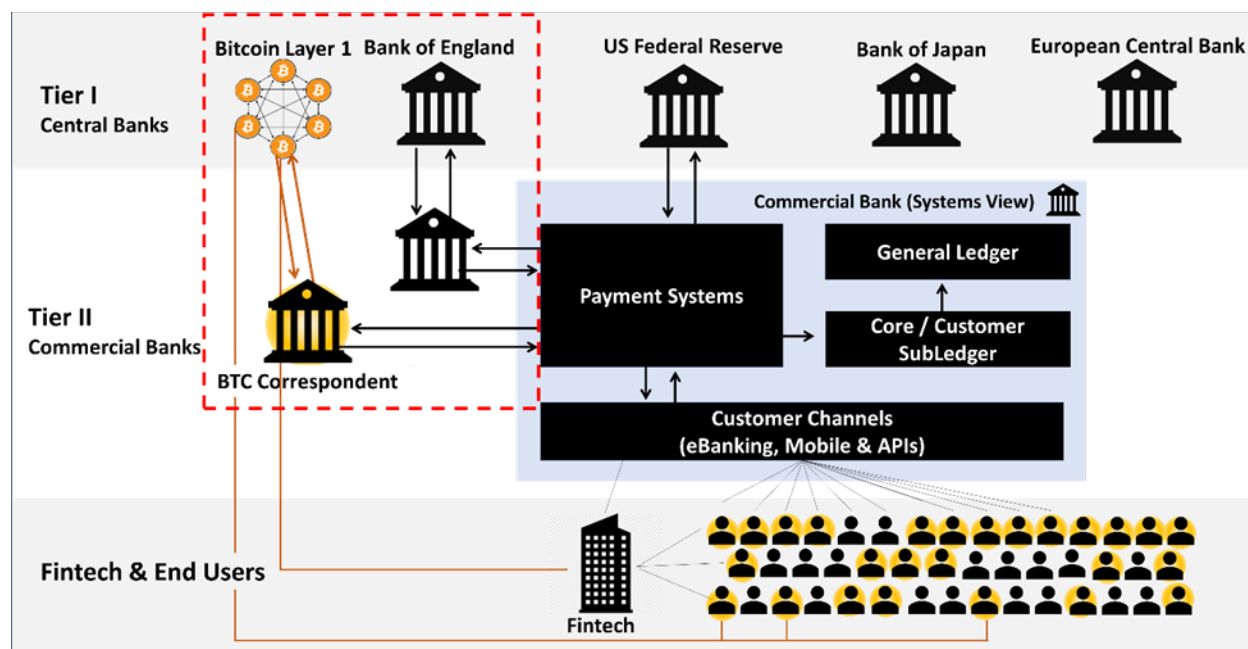 Bitcoin Layer 1
Bank of England
US Federal Reserve
Bank of Japan
European Central Bank
Tier I
Central Banks
Commercial Bank (Systems View)
General Ledger
Payment Systems
Core / Customer
SubLedger
Tier II
Commercial Banks
BTC Correspondent
Customer Channels
(eBanking, Mobile & APIs)
Fintech & End Users
Fintech